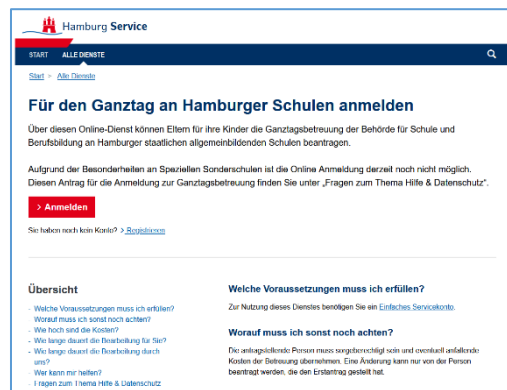 Hamburg Service
START ALLE DIENSTE
Start > Alle Dienste
Für den Ganztag an Hamburger Schulen anmelden
Über diesen Online-Dienst können Eltern für ihre Kinder die Ganztagsbetreuung der Behörde für Schule und
Berufsbildung an Hamburger staatlichen allgemeinbildenden Schulen beantragen.
Aufgrund der Besonderheiten an Speziellen Sonderschulen ist die Online Anmeldung derzeit noch nicht möglich.
Diesen Antrag für die Anmeldung zur Ganztagsbetreuung finden Sie unter „Fragen zum Thema Hilfe & Datenschutz".
> Anmelden
Sie haben noch kein Konto? > Registrieren
Übersicht
- Welche Voraussetzungen muss ich erfüllen?
Worauf muss ich sonst noch achten?
- Wie hoch sind die Kosten?
- Wie lange dauert die Bearbeitung für Sie?
- Wie lange dauert die Bearbeitung durch
uns?
- Wer kann mir helfen?
- Fragen zum Thema Hilfe & Datenschutz
Welche Voraussetzungen muss ich erfüllen?
Zur Nutzung dieses Dienstes benötigen Sie ein Einfaches Servicekonto.
Worauf muss ich sonst noch achten?
Die antragstellende Person muss sorgeberechtigt sein und eventuell anfallende
Kosten der Betreuung übernehmen. Eine Änderung kann nur von der Person
beantragt werden, die den Erstantrag gestellt hat.